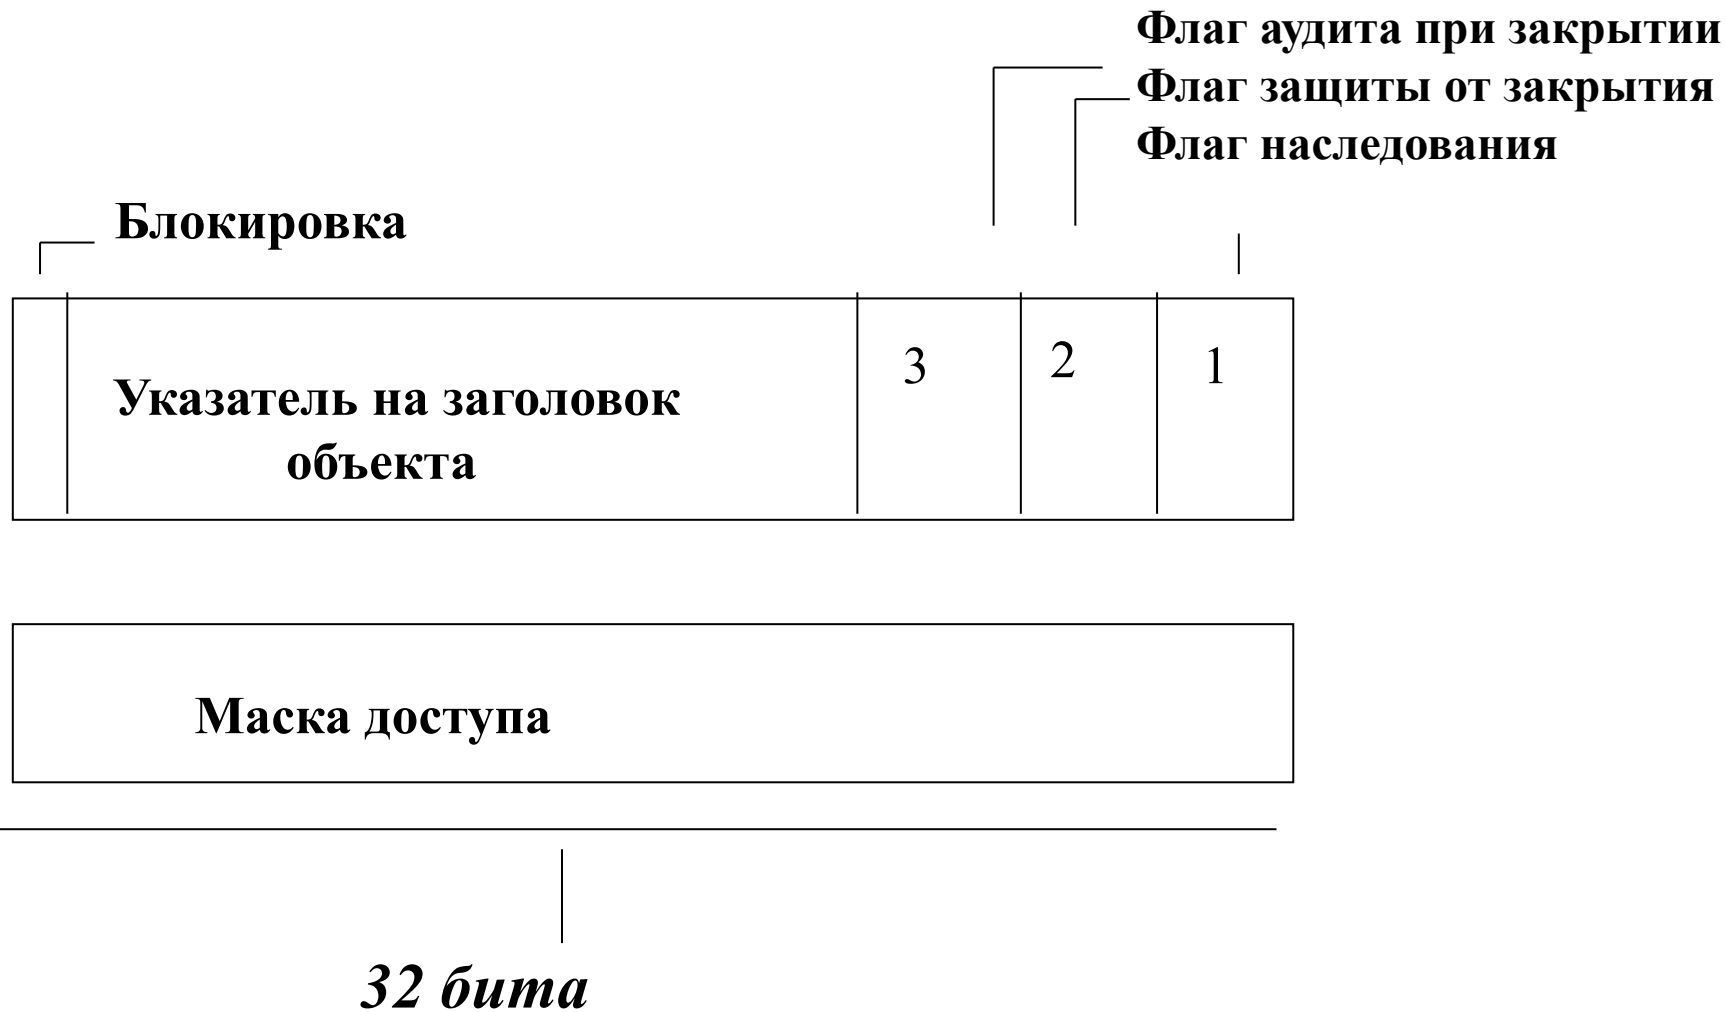 Флаг аудита при закрытии
Флаг защиты от закрытия
Флаг наследования
Блокировка
Указатель на заголовок
объекта
3
2
1
Маска доступа
32 бита